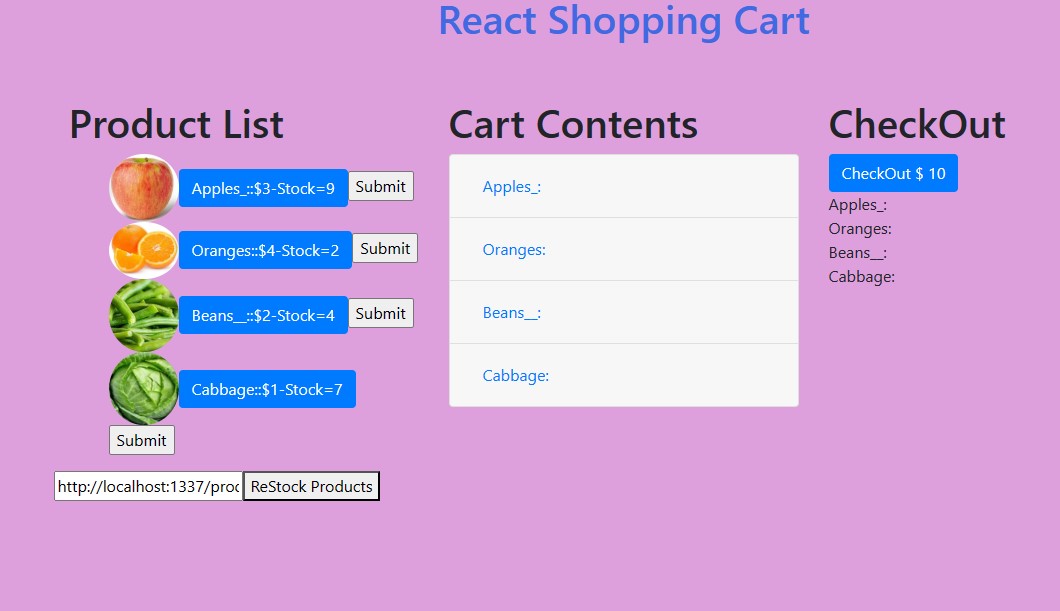 React Shopping Cart
Product List
Apples_::$3-Stock=9
Submit
Oranges::$4-Stock=2
Submit
Beans__::$2-Stock=4
Submit
Cabbage::$1-Stock=7
Submit
http://localhost:1337/prod
ReStock Products
Cart Contents
Apples_:
Oranges:
Beans__:
Cabbage:
CheckOut
CheckOut $ 10
Apples_:
Oranges:
Beans__:
Cabbage: